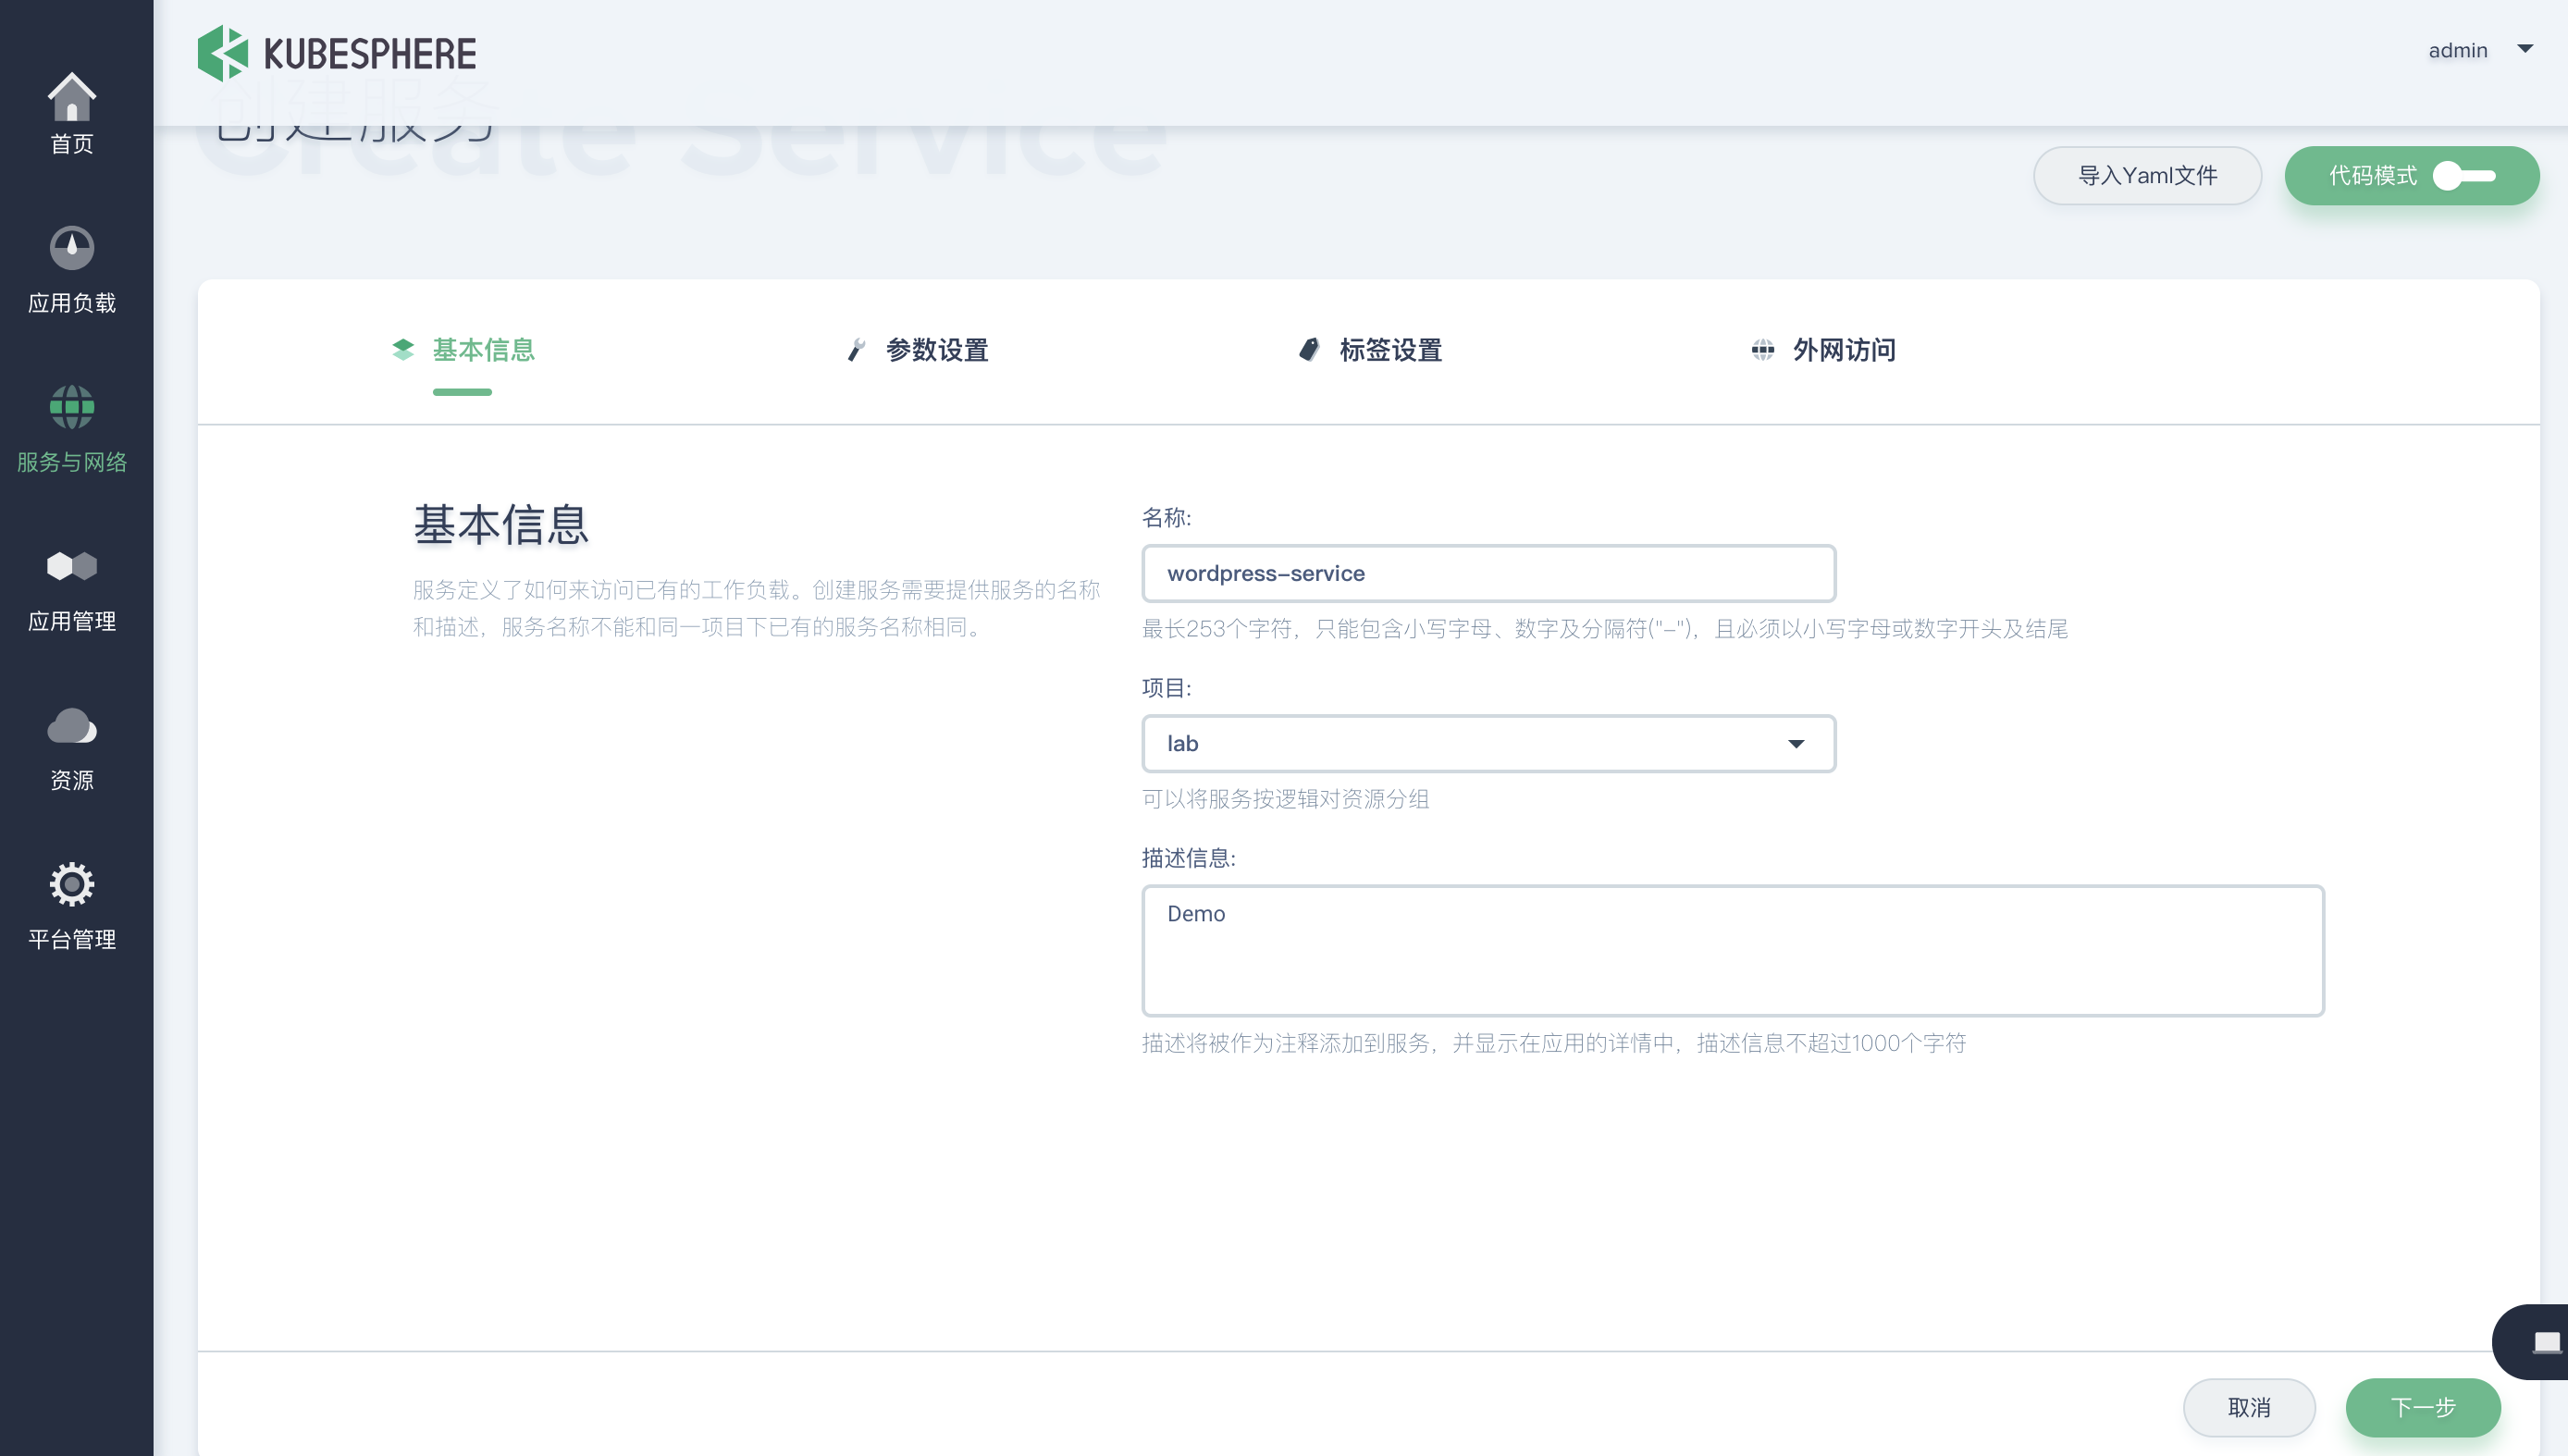 KUBESPHERE
admin
首页
应用负载
服务与网络
应用管理
资源
平台管理
创建服务
Create Service
导入Yaml文件
代码模式
基本信息
参数设置
标签设置
外网访问
基本信息
服务定义了如何来访问已有的工作负载。创建服务需要提供服务的名称
和描述，服务名称不能和同一项目下已有的服务名称相同。
名称:
wordpress-service
最长253个字符，只能包含小写字母、数字及分隔符("-")，且必须以小写字母或数字开头及结尾
项目:
lab
可以将服务按逻辑对资源分组
描述信息:
Demo
描述将被作为注释添加到服务，并显示在应用的详情中，描述信息不超过1000个字符
取消
下一步